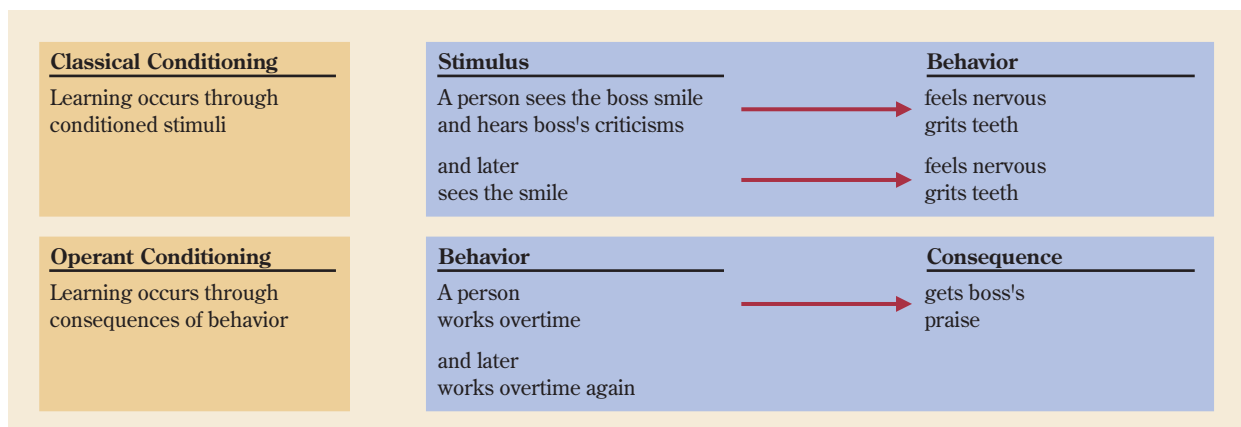 Classical Conditioning
Learning occurs through
conditioned stimuli
Stimulus
A person sees the boss smile
and hears boss's criticisms
and later
sees the smile
Behavior
feels nervous
grits teeth
feels nervous
grits teeth
Operant Conditioning
Learning occurs through
consequences of behavior
Behavior
A person
works overtime
and later
works overtime again
Consequence
gets boss's
praise